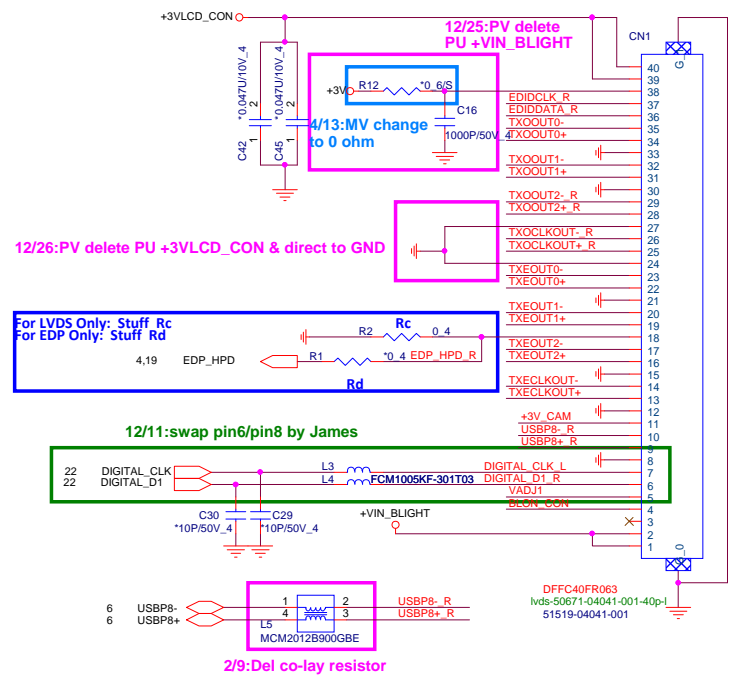 +3VLCD_CON
12/25:PV delete
PU +VIN_BLIGHT
CN1
G_
*0.047U/10V_4
*0.047U/10V_4
2
2
1
1
C42
C45
+3V
R12
*0_6/S
C16
1000P/50V_4
4/13:MV change
to 0 ohm
EDIDCLK_R
EDIDDATA_R
TXOOUT0-
TXOOUT0+
TXOOUT1-
TXOOUT1+
TXOOUT2-_R
TXOOUT2+_R
TXOCLKOUT-_R
TXOCLKOUT+_R
TXEOUT0-
TXEOUT0+
TXEOUT1-
TXEOUT1+
TXEOUT2-
TXEOUT2+
TXECLKOUT-
TXECLKOUT+
+3V_CAM
USBP8-_R
USBP8+_R
40
39
38
37
36
35
34
33
32
31
30
29
28
27
26
25
24
23
22
21
20
19
18
17
16
15
14
13
12
11
10
9
8
7
6
5
4
3
2
1
12/26:PV delete PU +3VLCD_CON & direct to GND
For LVDS Only: Stuff Rc
For EDP Only: Stuff Rd
Rc
R2
0_4
4,19
EDP_HPD
R1
*0_4
EDP_HPD_R
Rd
12/11:swap pin6/pin8 by James
22
DIGITAL_CLK
22
DIGITAL_D1
L3
L4
FCM1005KF-301T03
DIGITAL_CLK_L
DIGITAL_D1_R
VADJ1
BLON_CON
C30
*10P/50V_4
C29
*10P/50V_4
+VIN_BLIGHT
G_0
DFFC40FR063
lvds-50671-04041-001-40p-l
51519-04041-001
6
USBP8-
6
USBP8+
1
2
4
3
L5
MCM2012B900GBE
USBP8-_R
USBP8+_R
2/9:Del co-lay resistor